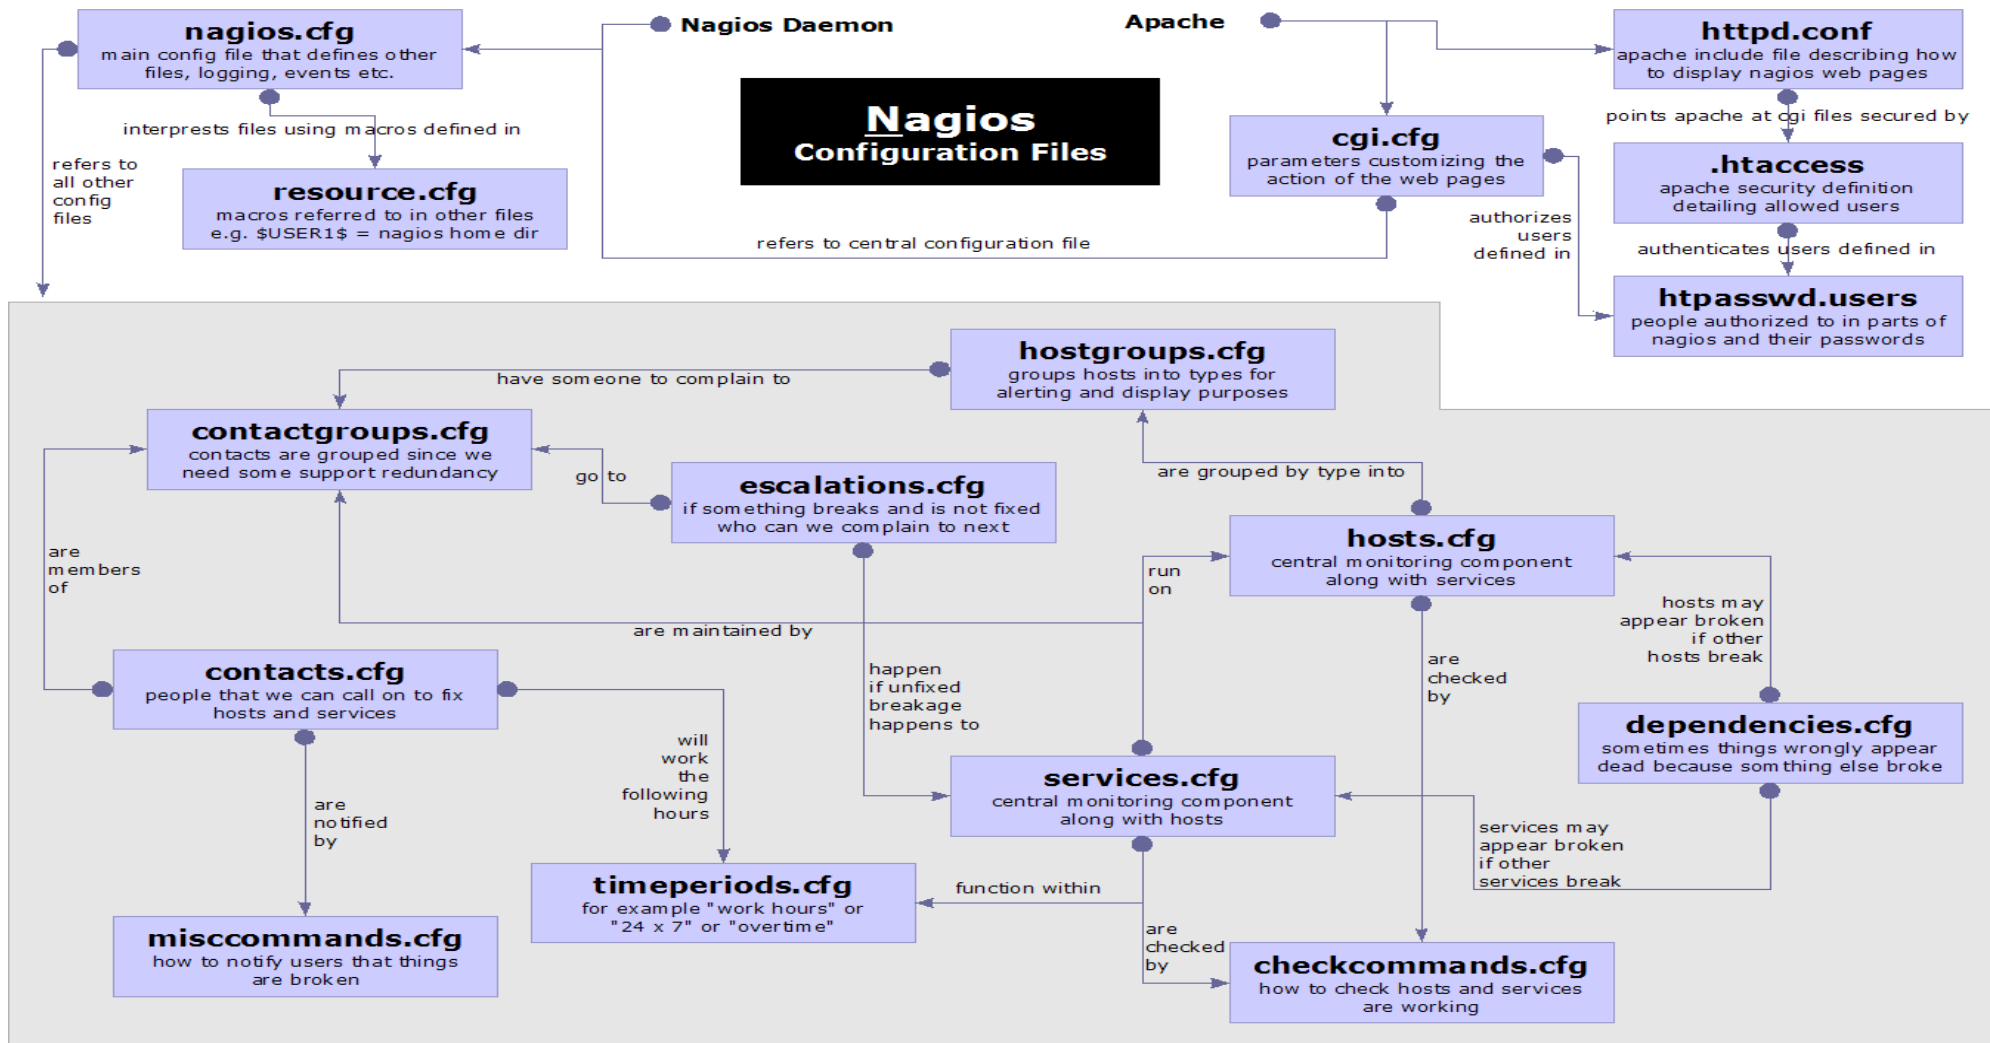 nagios.cfg
main config file that defines other
files, logging, events etc.
Nagios Daemon
Apache
httpd.conf
apache include file describing how
to display nagios web pages
Nagios
Configuration Files
interprests files using macros defined in
points apache at cgi files secured by
refers to
all other
config
files
resource.cfg
macros referred to in other files
e.g. $USER1$ = nagios home dir
cgi.cfg
parameters customizing the
action of the web pages
.htaccess
apache security definition
detailing allowed users
refers to central configuration file
authorizes
users
defined in
authenticates users defined in
htpasswd.users
people authorized to in parts of
nagios and their passwords
hostgroups.cfg
groups hosts into types for
alerting and display purposes
have someone to complain to
contactgroups.cfg
contacts are grouped since we
need some support redundancy
go to
escalations.cfg
if something breaks and is not fixed
who can we complain to next
are grouped by type into
hosts.cfg
central monitoring component
along with services
are
members
of
run
on
hosts may
appear broken
if other
hosts break
are maintained by
contacts.cfg
people that we can call on to fix
hosts and services
happen
if unfixed
breakage
happens to
are
checked
by
dependencies.cfg
sometimes things wrongly appear
dead because somthing else broke
will
work
the
following
hours
services.cfg
central monitoring component
along with hosts
are
notified
by
services may
appear broken
if other
services break
timeperiods.cfg
for example "work hours" or
"24 x 7" or "overtime"
function within
misccommands.cfg
how to notify users that things
are broken
are
checked
by
checkcommands.cfg
how to check hosts and services
are working